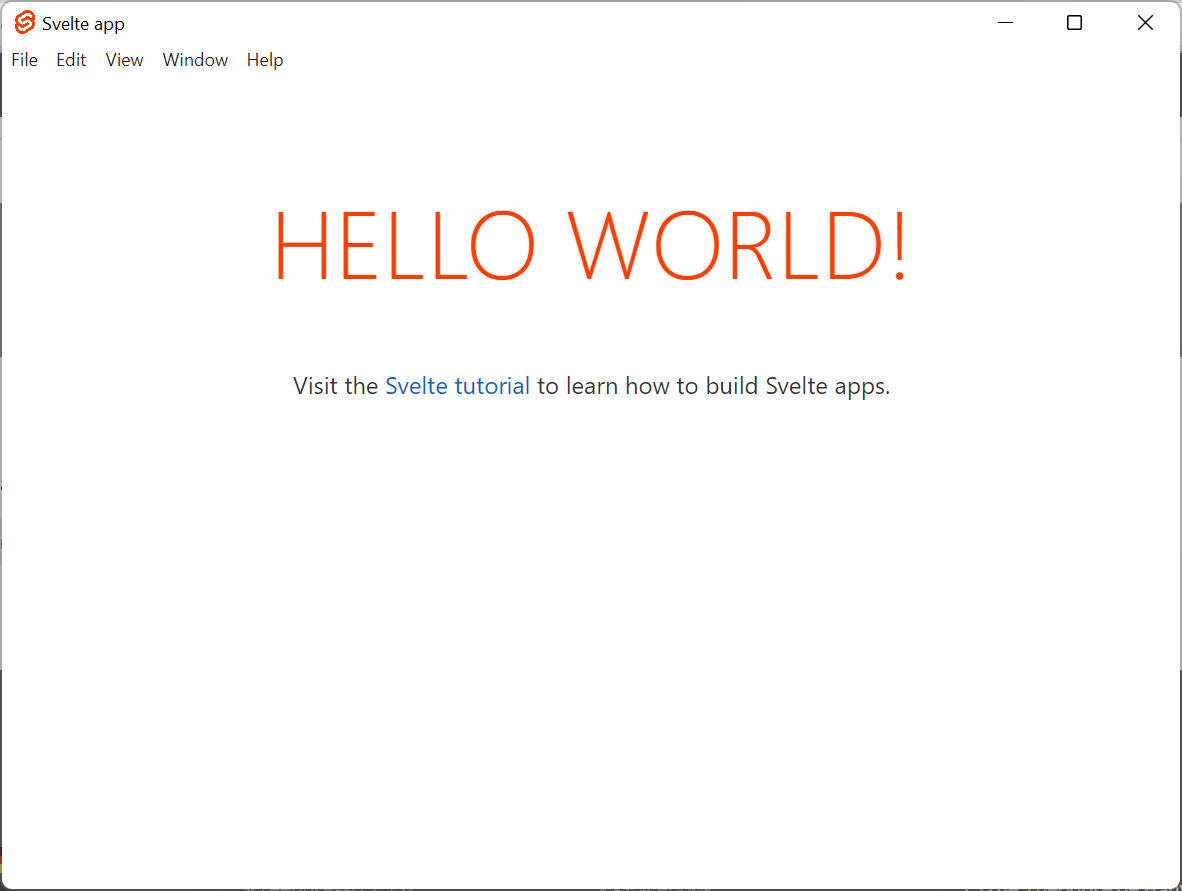 Svelte app
File Edit View Window Help
HELLO WORLD!
Visit the Svelte tutorial to learn how to build Svelte apps.